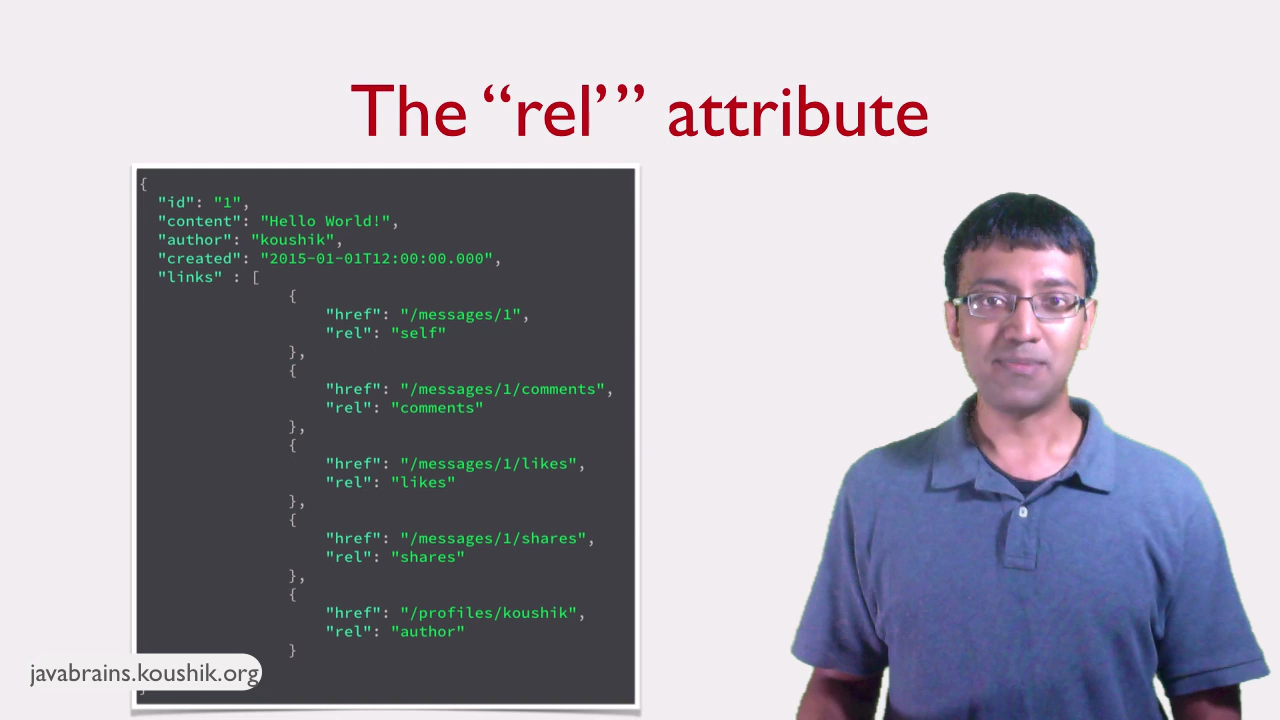 The “rel’” attribute
{
"id": "1",
"content": "Hello World!",
"author": "koushik",
"created": "2015-01-01T12:00:00.000",
"links" : [
{
"href": "/messages/1",
"rel": "self"
},
{
"href": "/messages/1/comments",
"rel": "comments"
},
{
"href": "/messages/1/likes",
"rel": "likes"
},
{
"href": "/messages/1/shares",
"rel": "shares"
},
{
"href": "/profiles/koushik",
"rel": "author"
}
javabrains.koushik.org
}